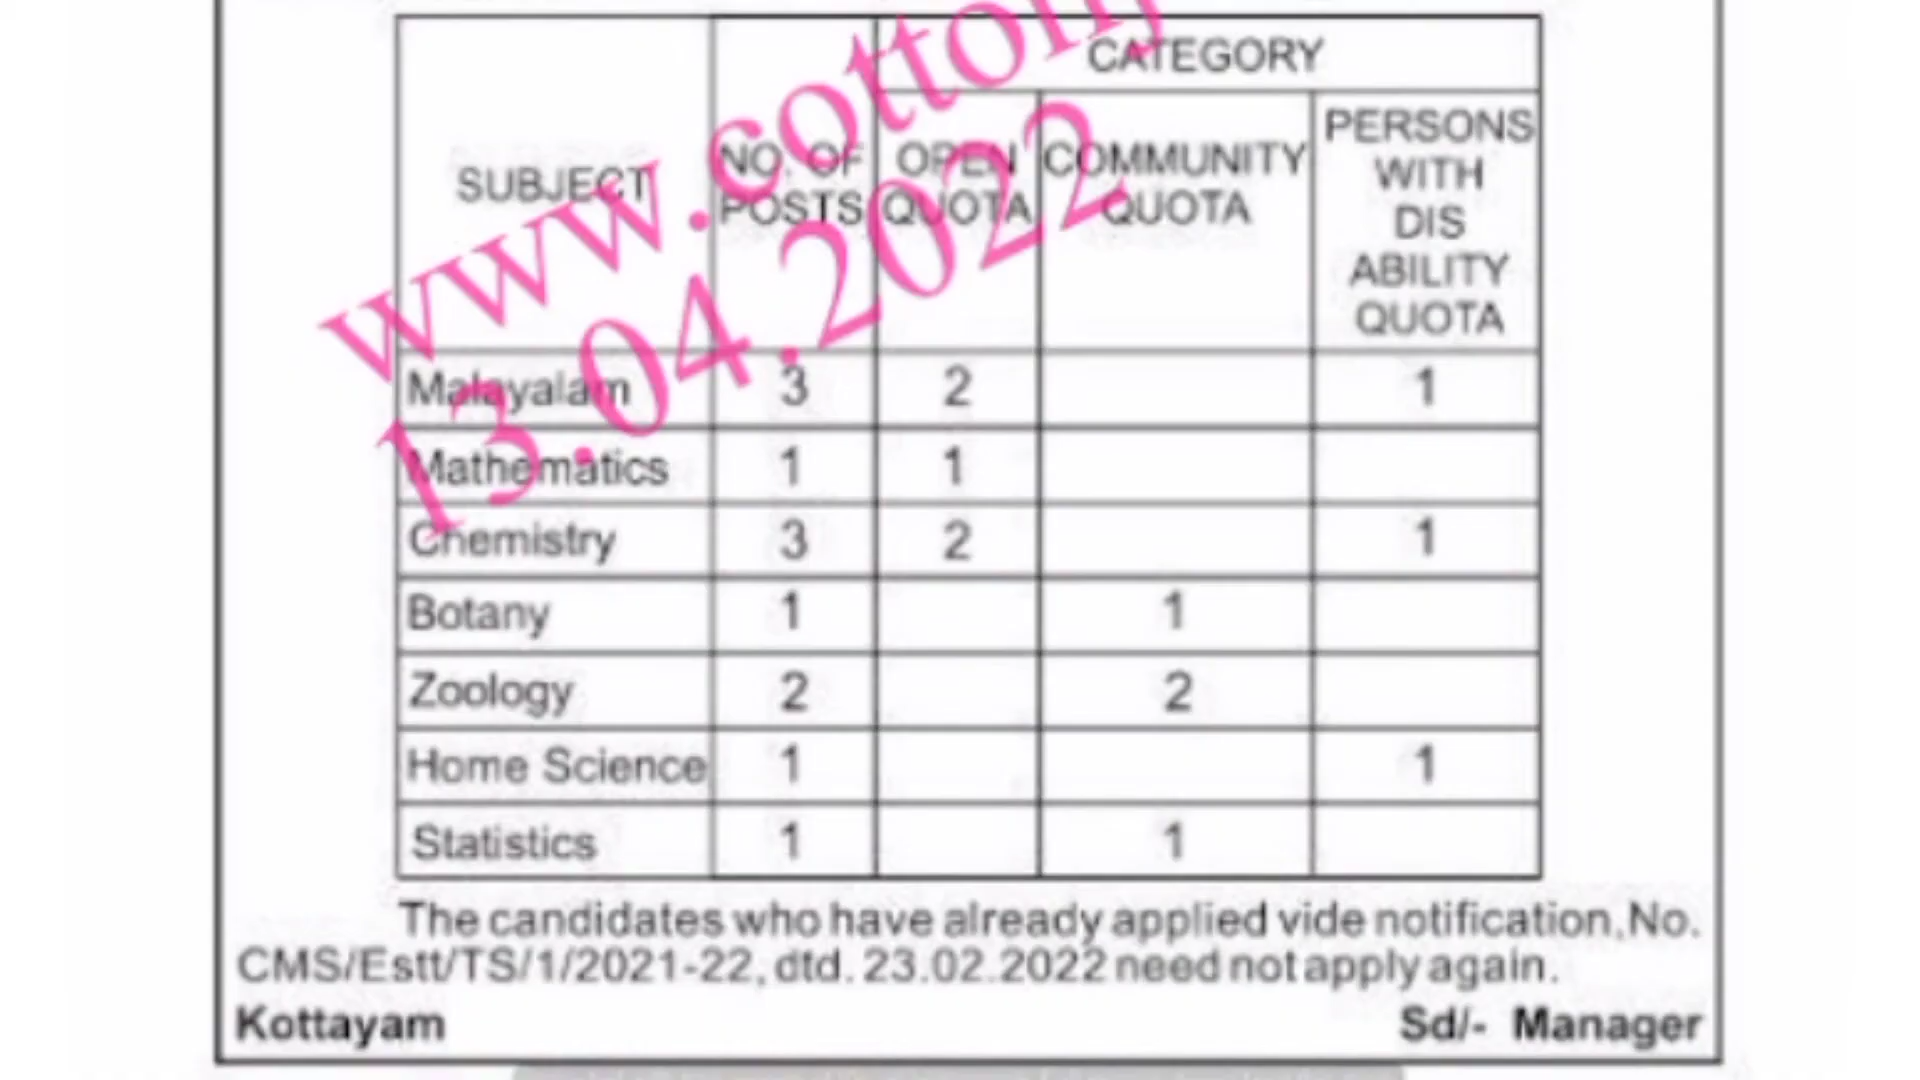 CATEGORY
SUBJECT NO. OF POSTS OPEN QUOTA COMMUNITY QUOTA PERSONS WITH DIS ABILITY QUOTA
Malayalam 3 2 1
Mathematics 1 1
Chemistry 3 2 1
Botany 1 1
Zoology 2 2
Home Science 1 1
Statistics 1 1
The candidates who have already applied vide notification, No.
CMS/Estt/TS/1/2021-22, dtd. 23.02.2022 need not apply again.
Kottayam Sd/- Manager
13.04.2022